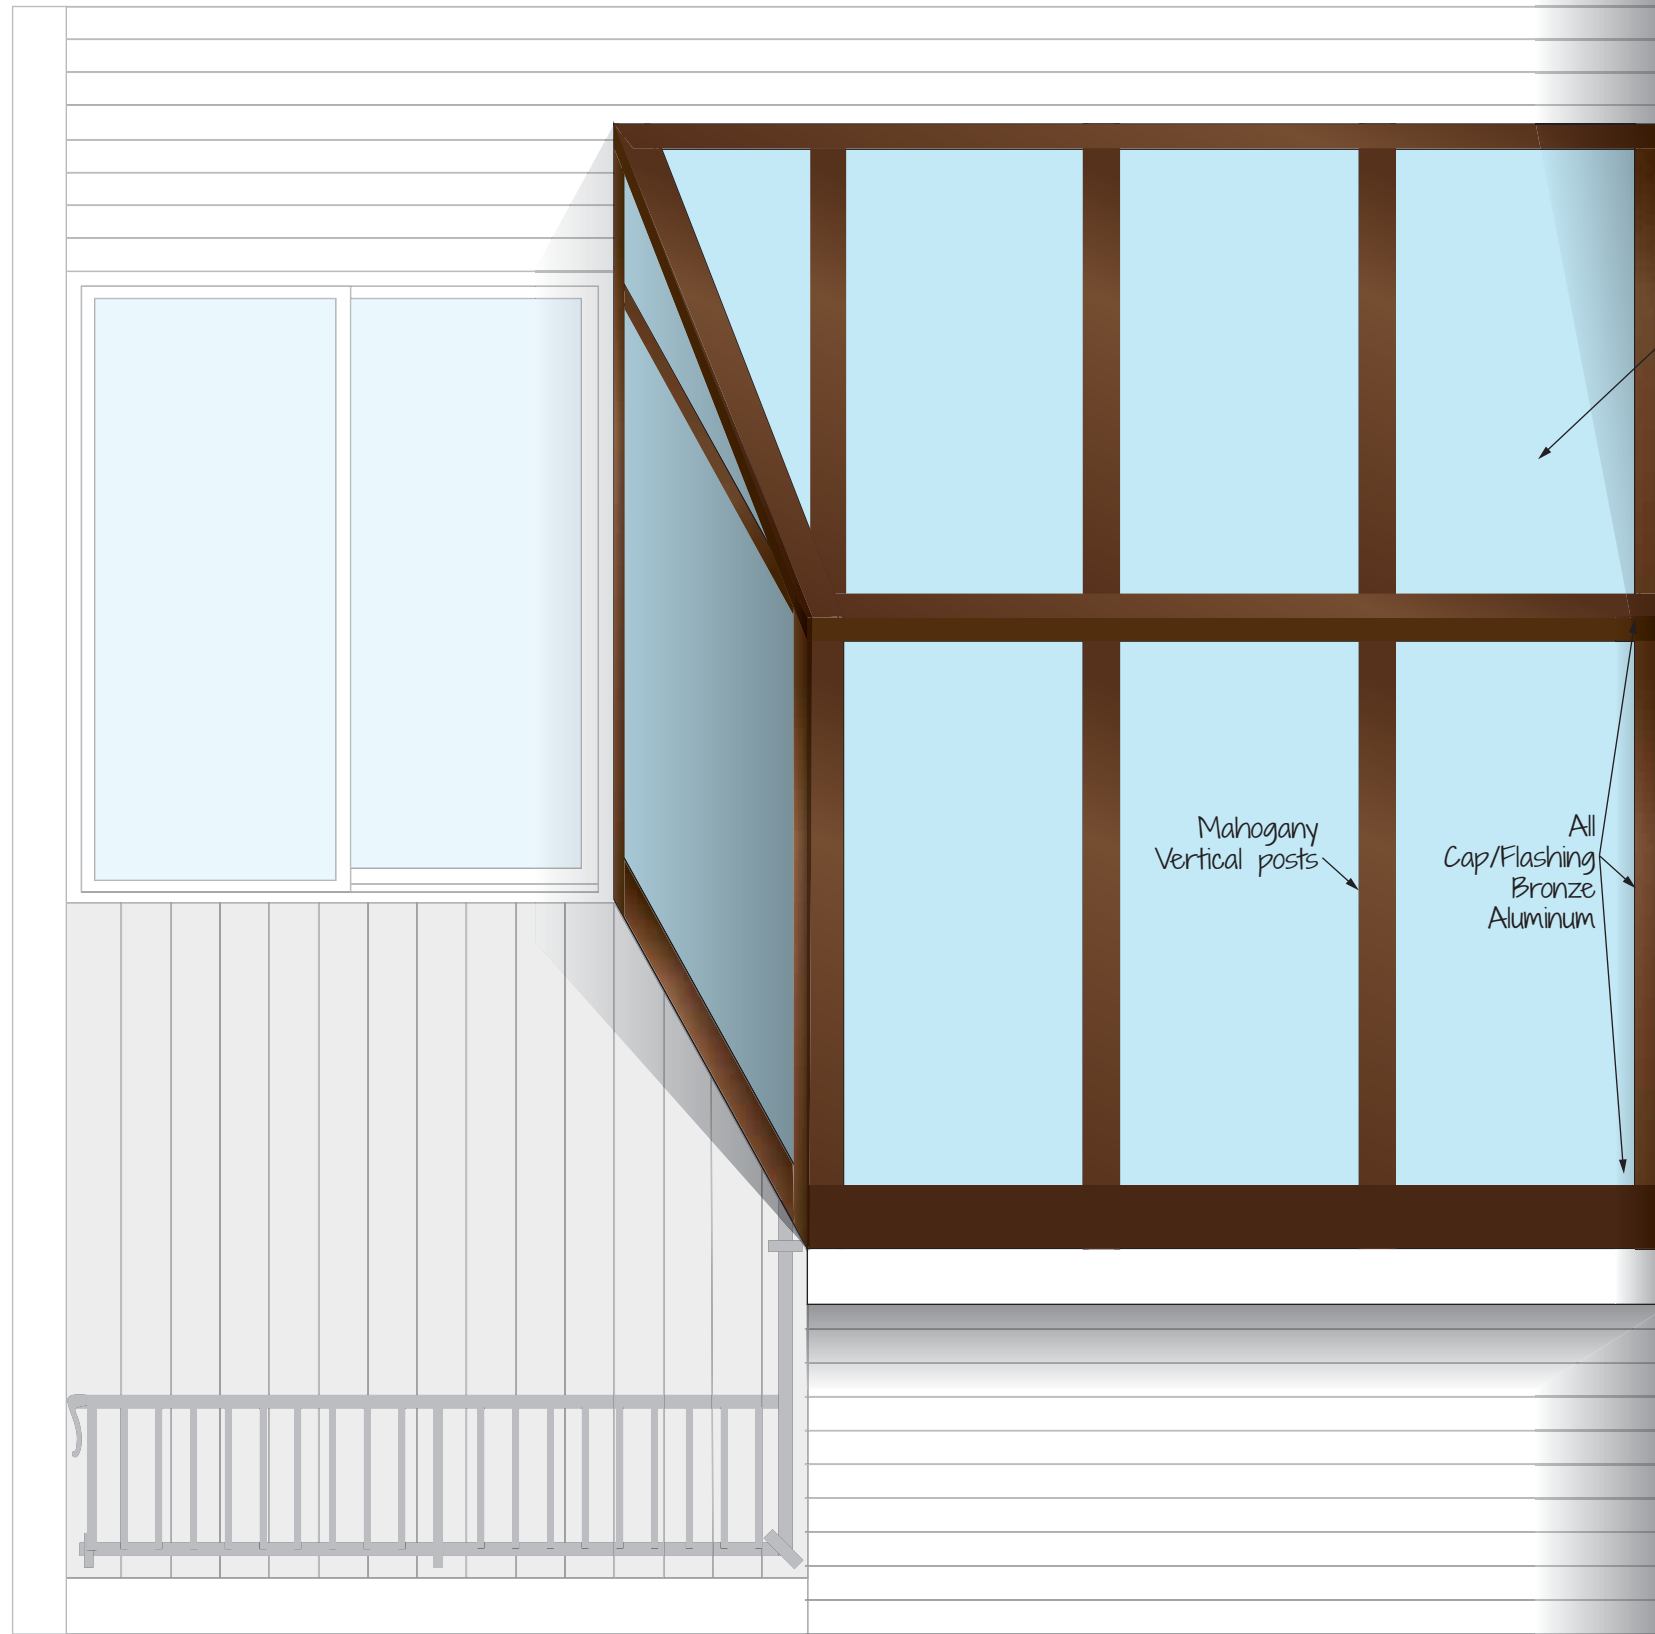 Mahogany
Vertical posts
All
Cap/Flashing
Bronze
Aluminum